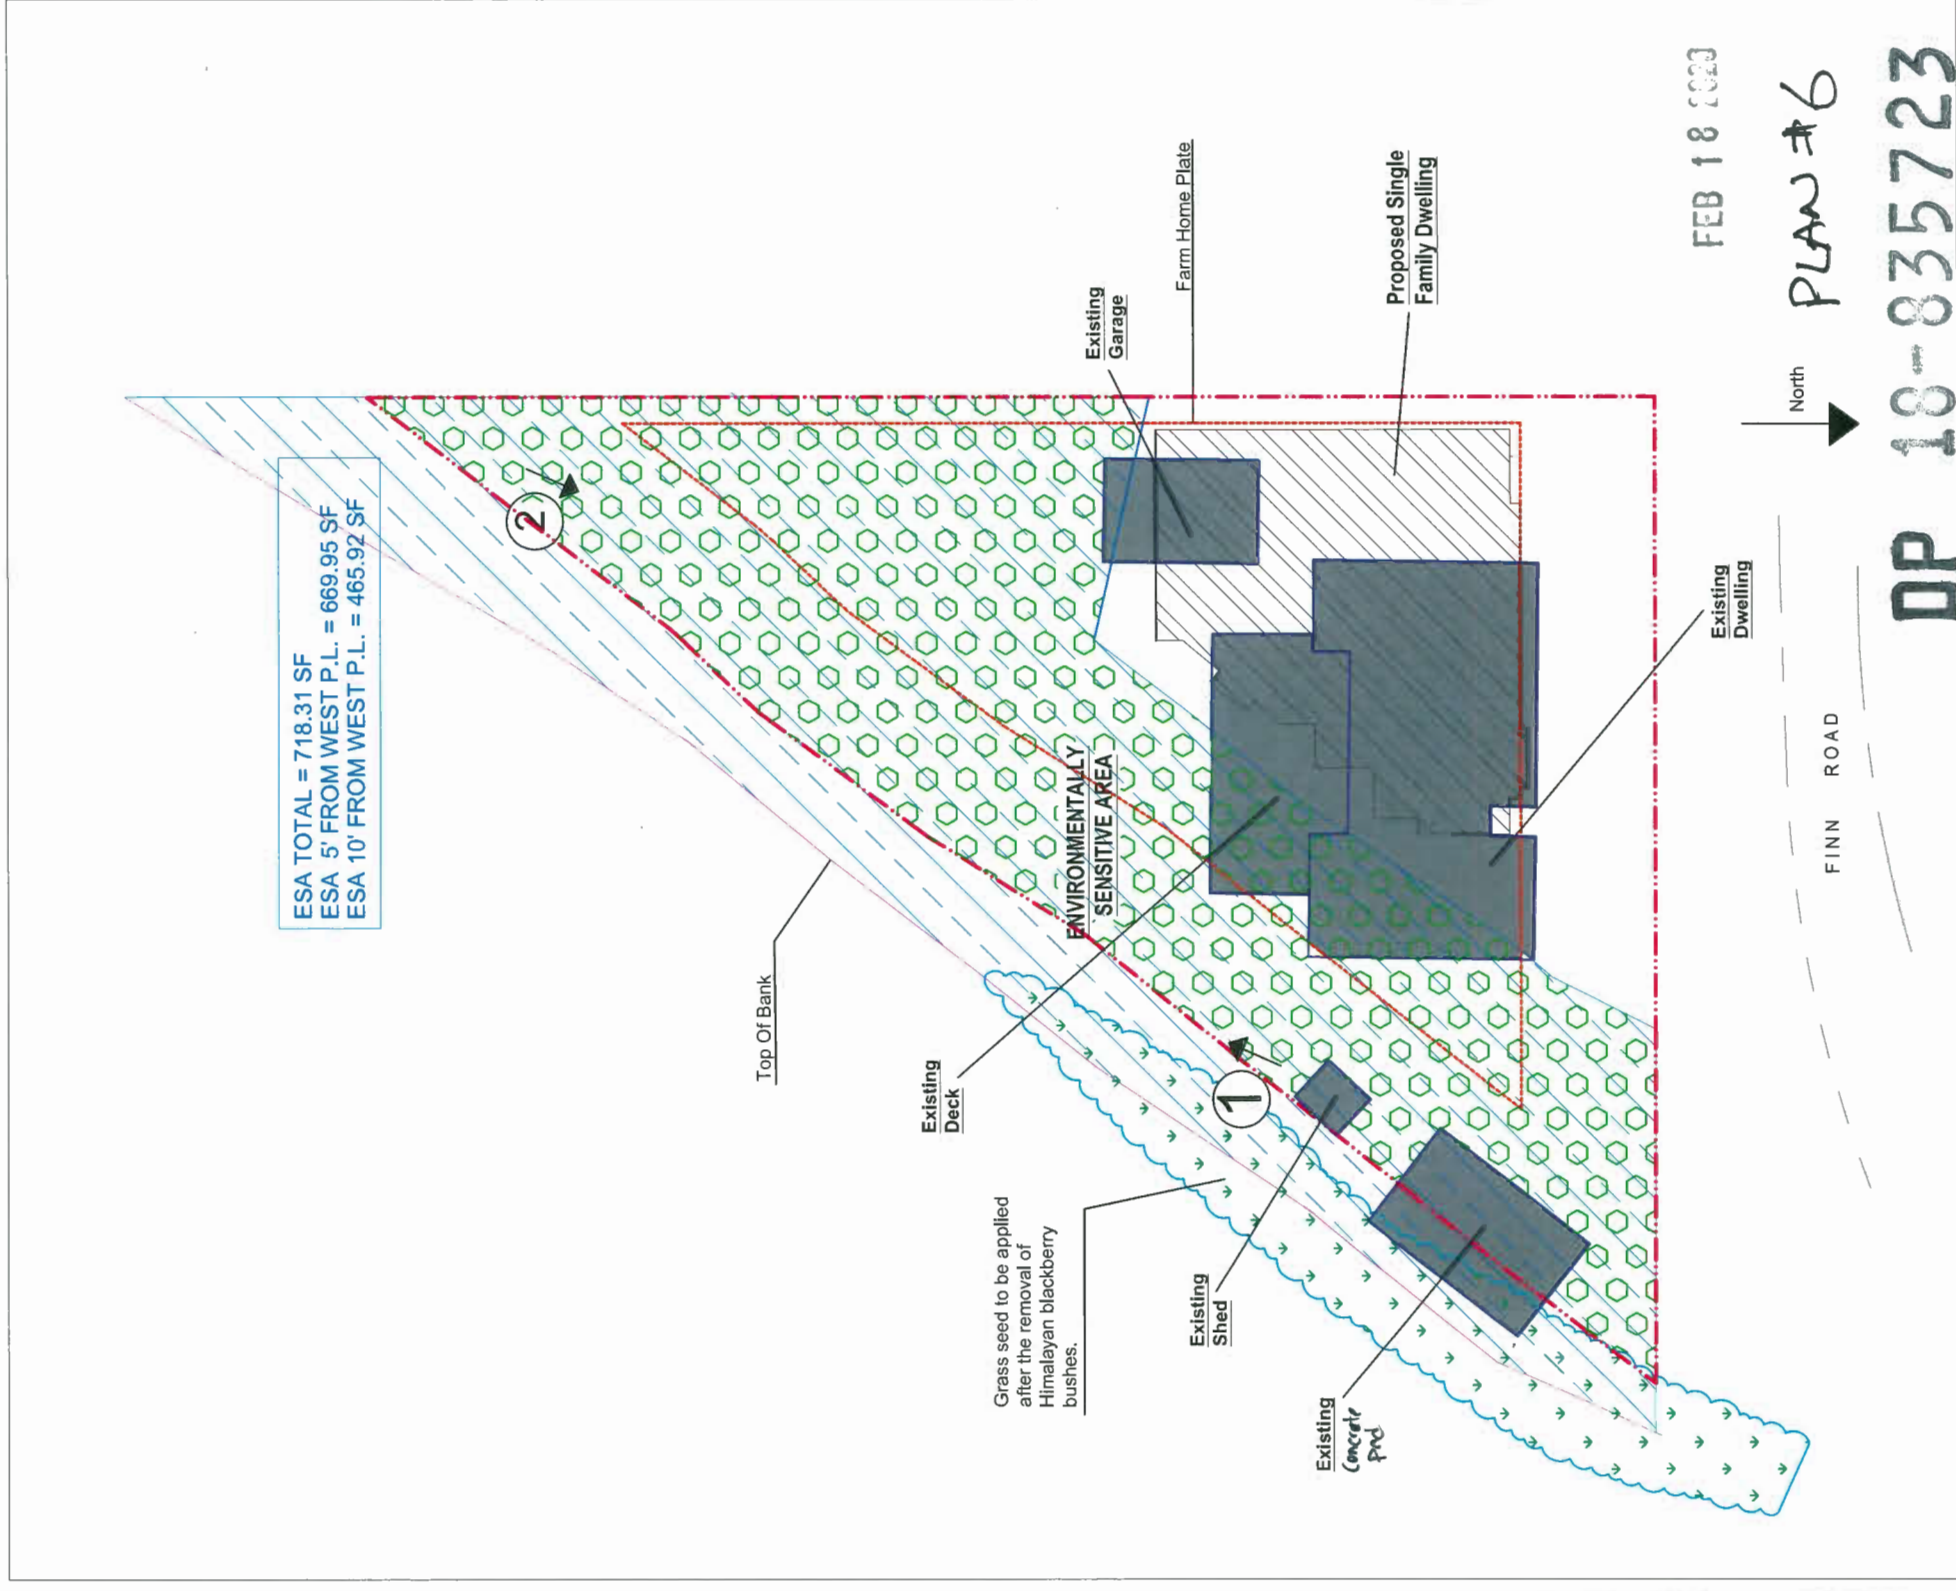 ESA TOTAL = 718.31 SF
ESA 5' FROM WEST P.L. = 669.95 SF
ESA 10' FROM WEST P.L. = 465.92 SF
2
Top Of Bank
ENVIRONMENTALLY
SENSITIVE AREA
Existing
Deck
Grass seed to be applied
after the removal of
Himalayan blackberry
bushes.
1
Existing
Shed
Existing
Concrete
Pad
Existing
Garage
Farm Home Plate
Proposed Single
Family Dwelling
Existing
Dwelling
FINN ROAD
North
FEB 18 2020
PLAN #6
DP 18-835723